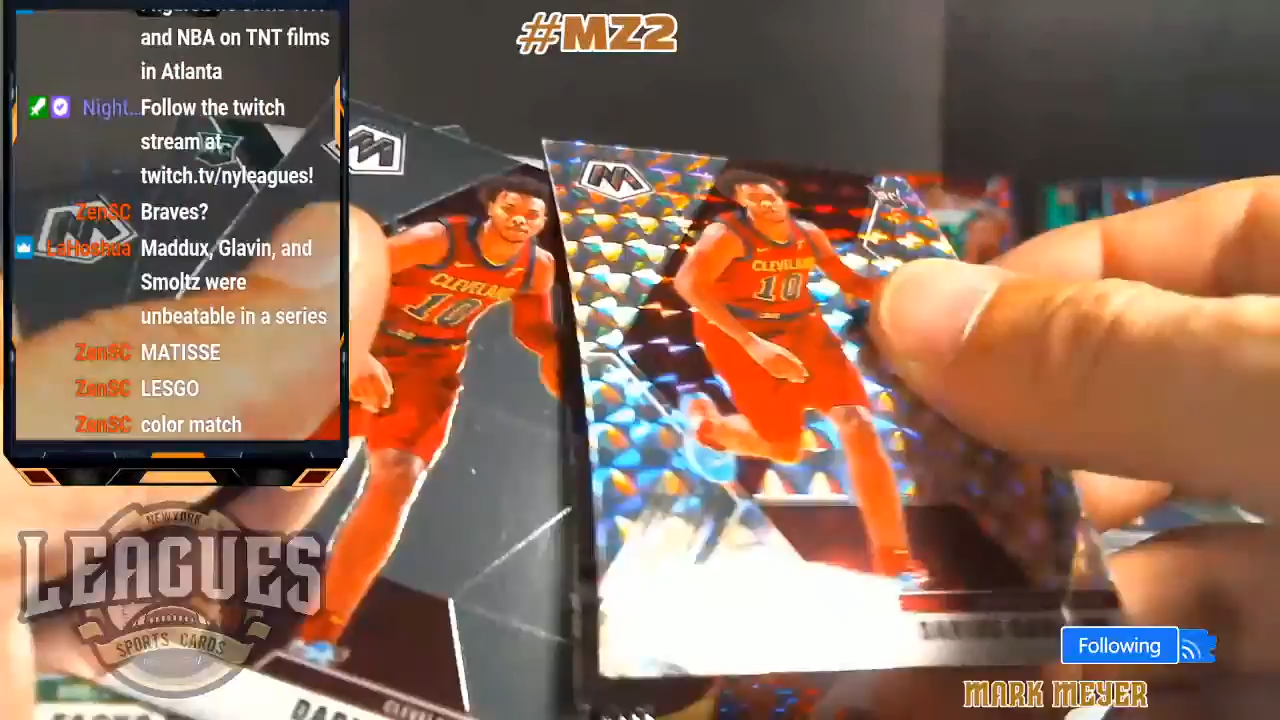 #MZ2
and NBA on TNT films
in Atlanta
Night... Follow the twitch
stream at
twitch.tv/nyleagues!
ZenSC Braves?
LaHoshua Maddux, Glavin, and
Smoltz were
unbeatable in a series
ZenSC MATISSE
ZenSC LESGO
ZenSC color match
CLEVELAND
10
CLEVELAND
10
NEW YORK
LEAGUES
SPORTS CARDS
Following
MARK MEYER